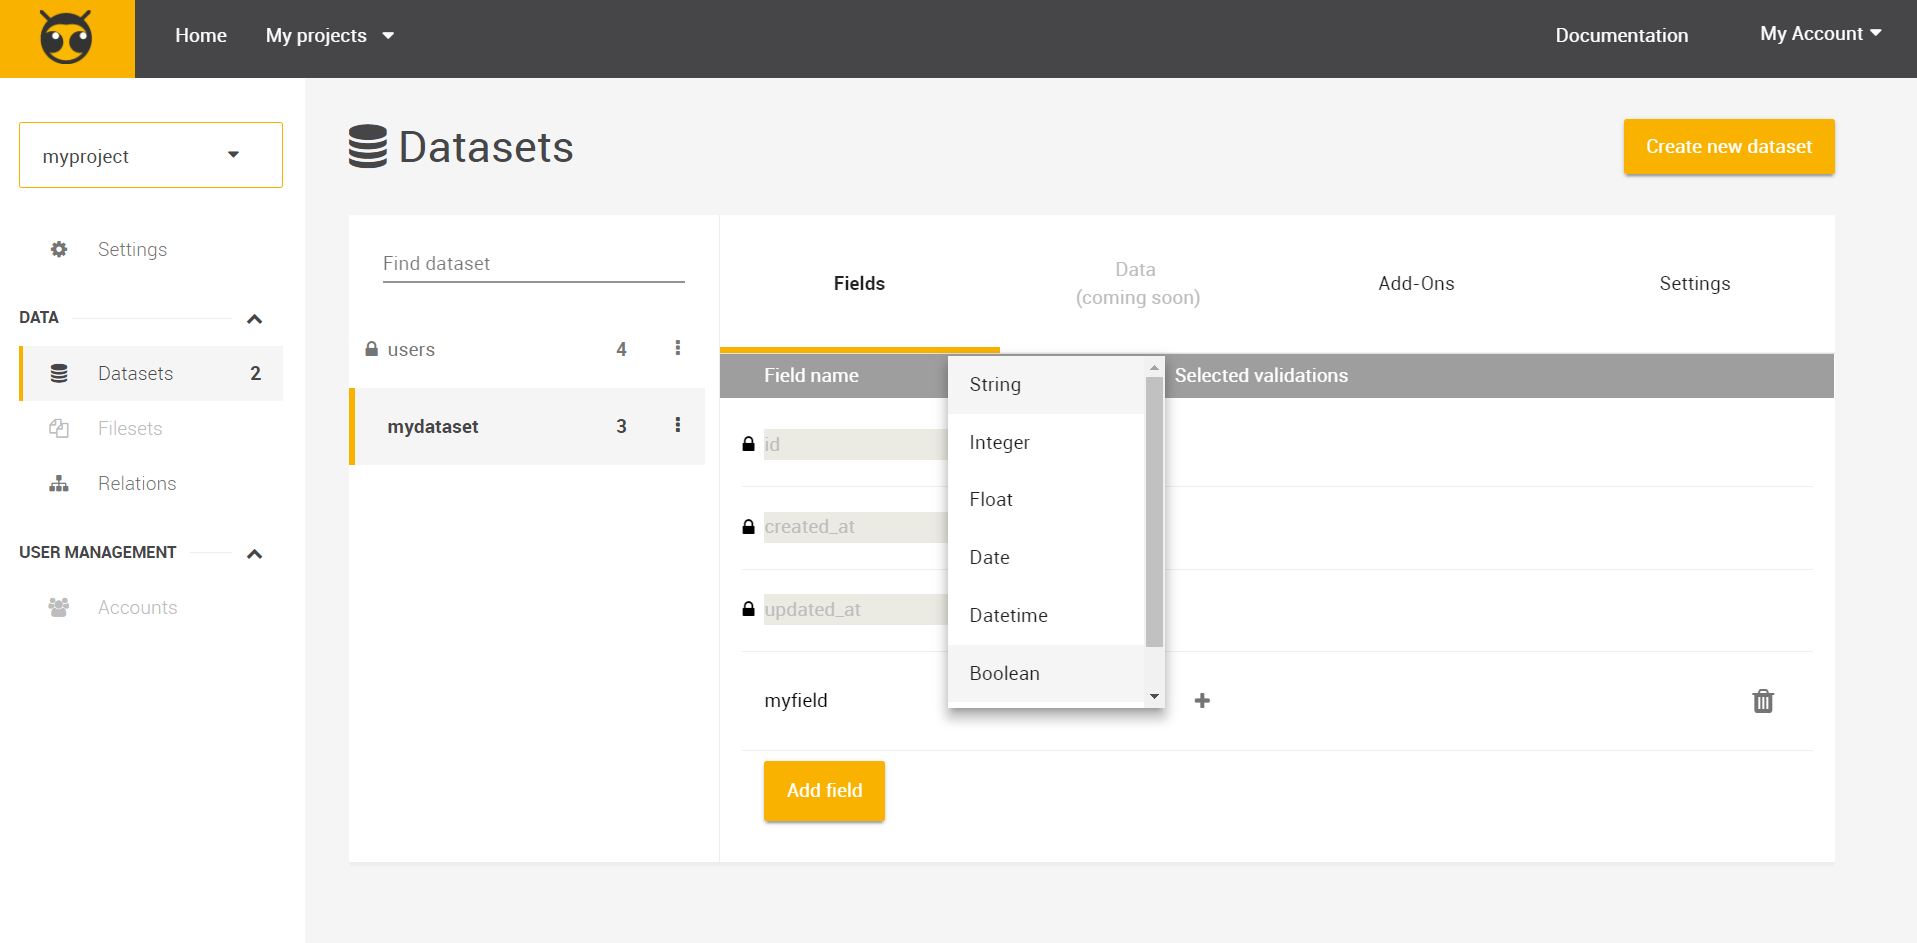 Home
My projects
Documentation
My Account
myproject
Settings
DATA
Datasets 2
Filesets
Relations
USER MANAGEMENT
Accounts
Datasets
Create new dataset
Find dataset
users 4
mydataset 3
Fields
Data
(coming soon)
Add-Ons
Settings
Field name
Selected validations
id
created_at
updated_at
myfield
String
Integer
Float
Date
Datetime
Boolean
Add field